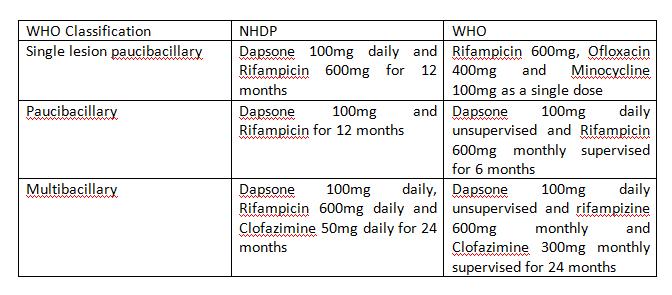 WHO Classification
NHDP
WHO
Single lesion paucibacillary
Dapsone 100mg daily and
Rifampicin 600mg for 12
months
Rifampicin 600mg, Ofloxacin
400mg and Minocycline
100mg as a single dose
Paucibacillary
Dapsone 100mg and
Rifampicin for 12 months
Dapsone 100mg daily
unsupervised and Rifampicin
600mg monthly supervised
for 6 months
Multibacillary
Dapsone 100mg daily,
Rifampicin 600mg daily and
Clofazimine 50mg daily for 24
months
Dapsone 100mg daily
unsupervised and rifampizine
600mg monthly and
Clofazimine 300mg monthly
supervised for 24 months